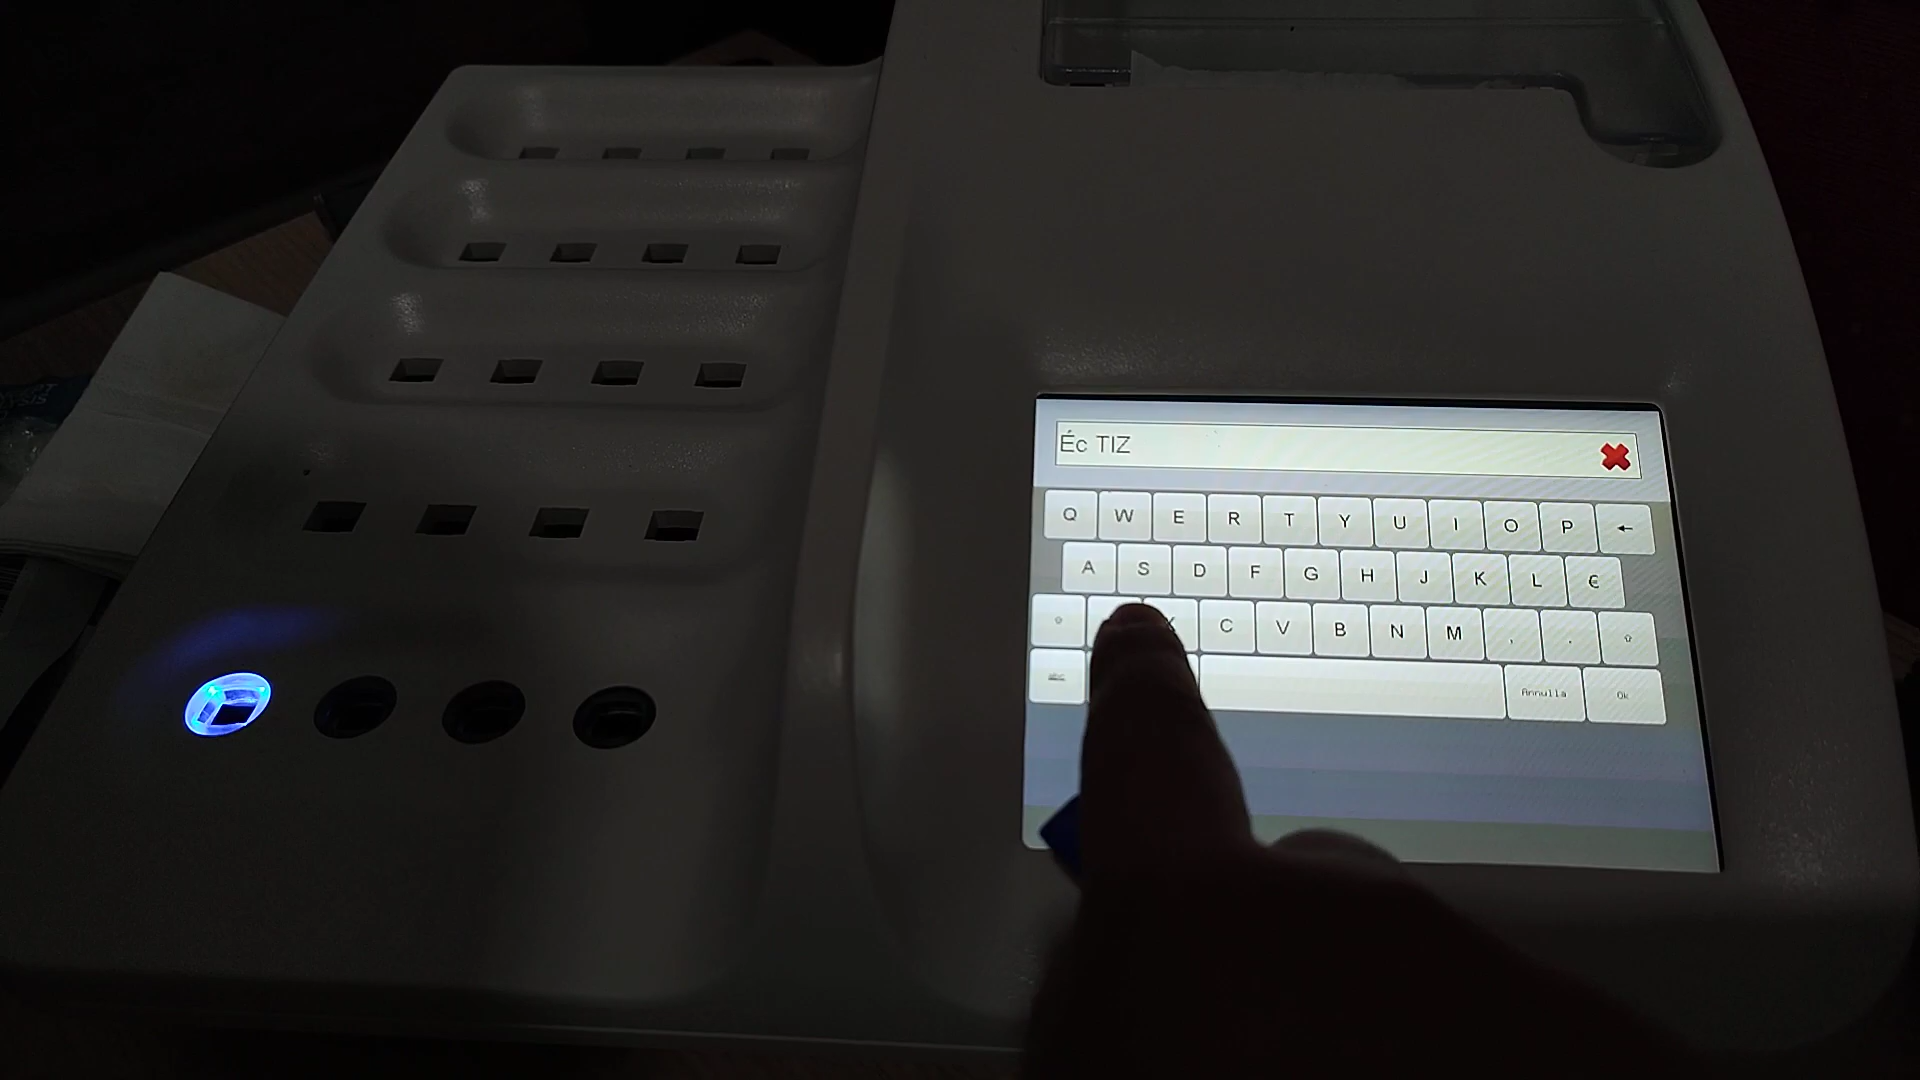 Éc TIZ
Q W E R T Y U I O P ←
A S D F G H J K L €
⇧ X C V B N M , . ⇧
Annulla Ok